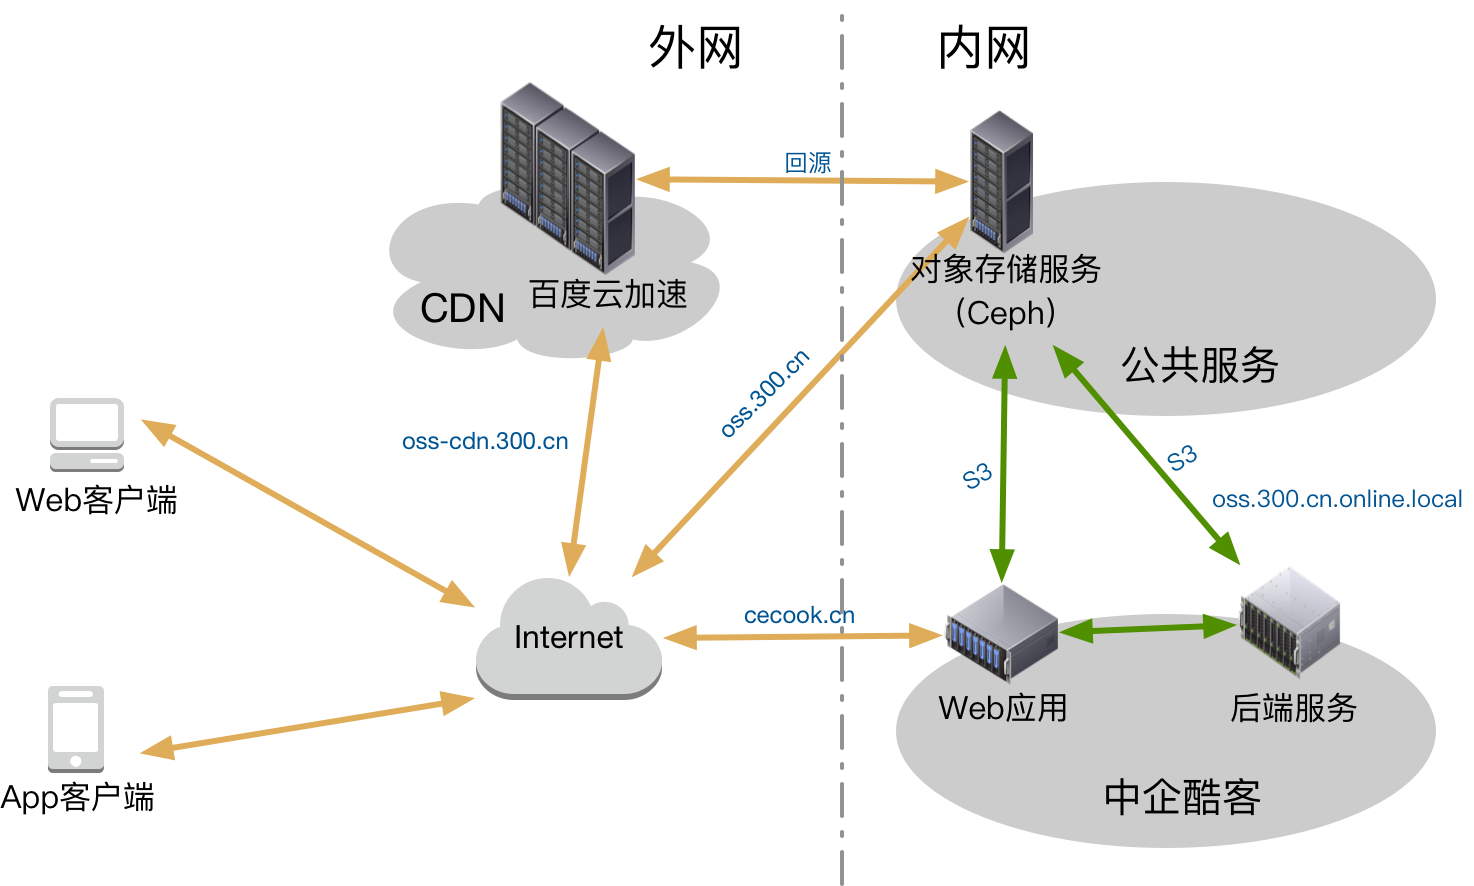 外网
内网
回源
对象存储服务
（Ceph）
百度云加速
CDN
公共服务
oss.300.cn
oss-cdn.300.cn
S3
S3
oss.300.cn.online.local
Web客户端
cecook.cn
Internet
Web应用
后端服务
App客户端
中企酷客